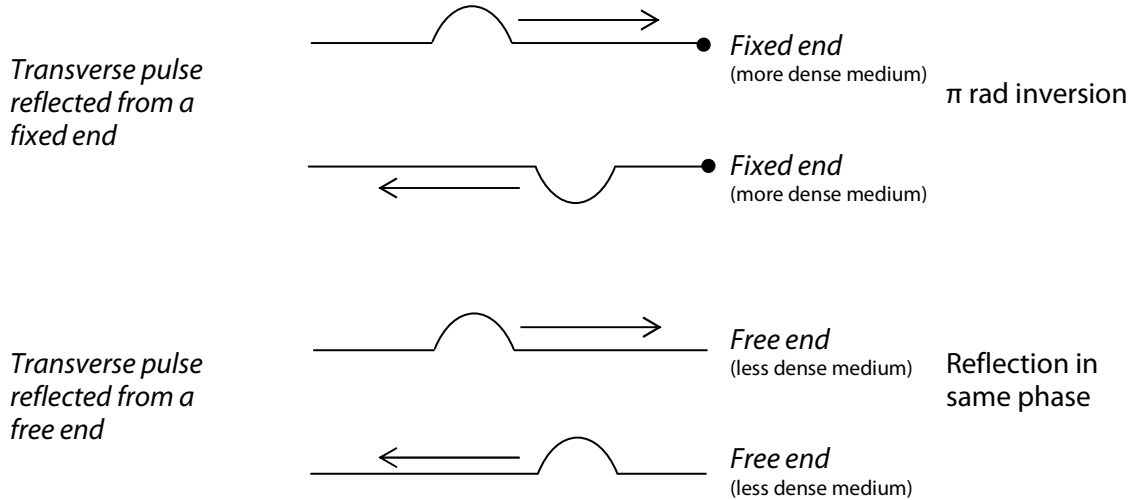 Transverse pulse
reflected from a
fixed end
Fixed end
(more dense medium)
π rad inversion
Fixed end
(more dense medium)
Transverse pulse
reflected from a
free end
Free end
(less dense medium)
Reflection in
same phase
Free end
(less dense medium)